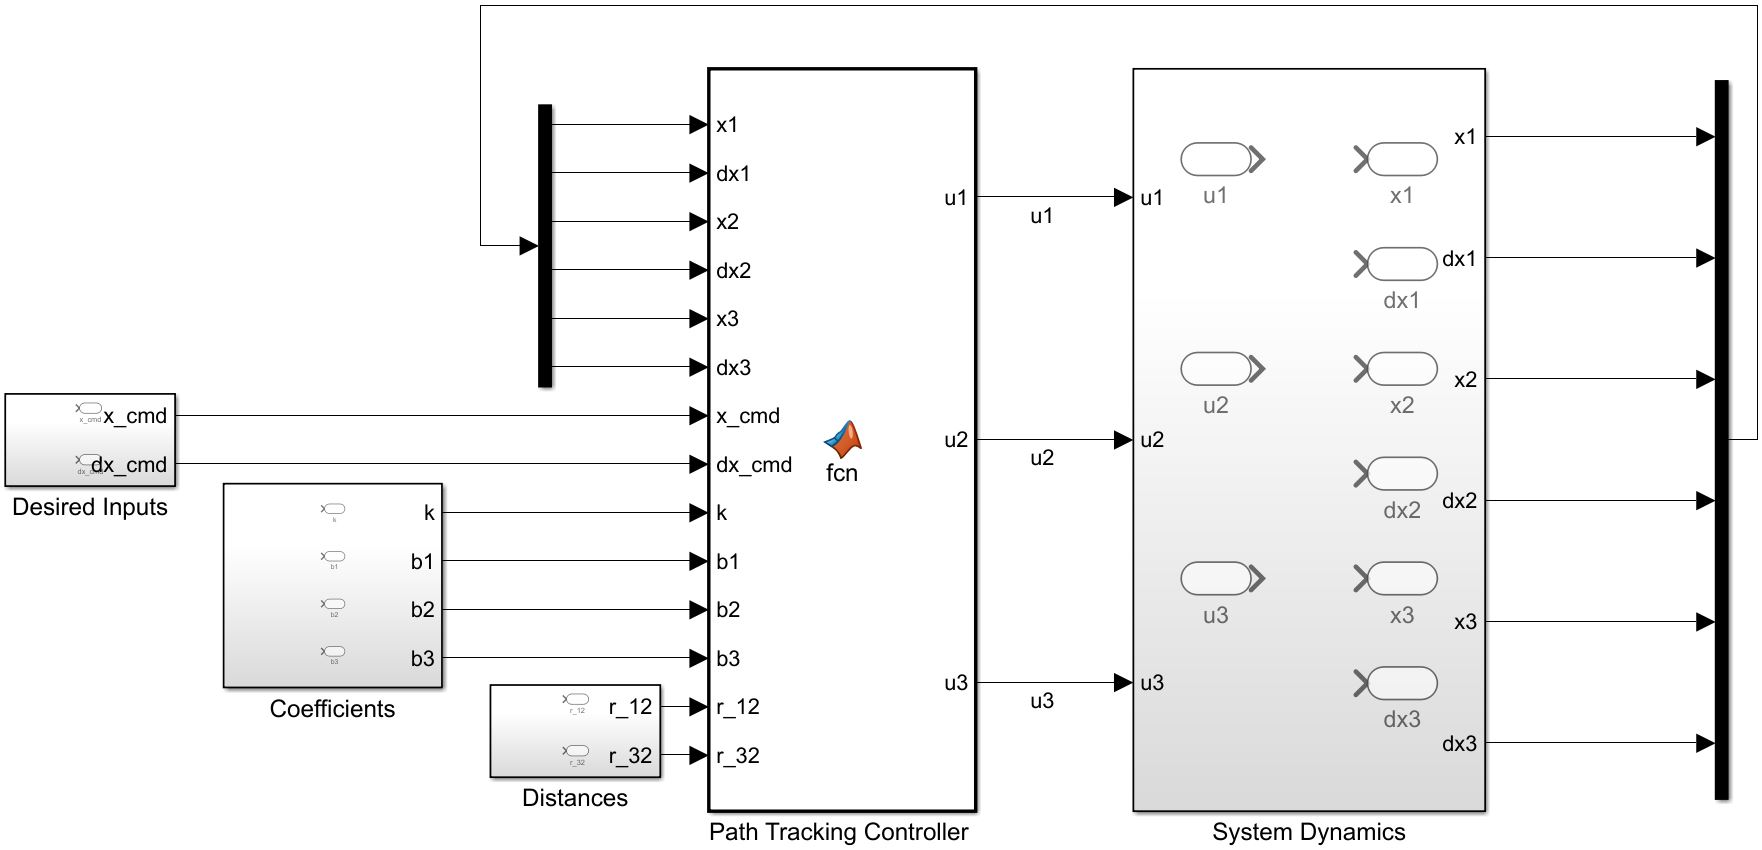 x1
dx1
x2
dx2
x3
dx3
x_cmd
dx_cmd
k
b1
b2
b3
r_12
r_32
u1
u2
u3
fcn
Path Tracking Controller
x_cmd
x_cmd
dx_cmd
Desired Inputs
k
k
b1
b1
b2
b2
b3
b3
Coefficients
r_12
r_12
r_32
r_32
Distances
u1
u2
u3
u1
u2
u3
u1
x1
dx1
u2
x2
dx2
u3
x3
dx3
x1
dx1
x2
dx2
x3
dx3
System Dynamics